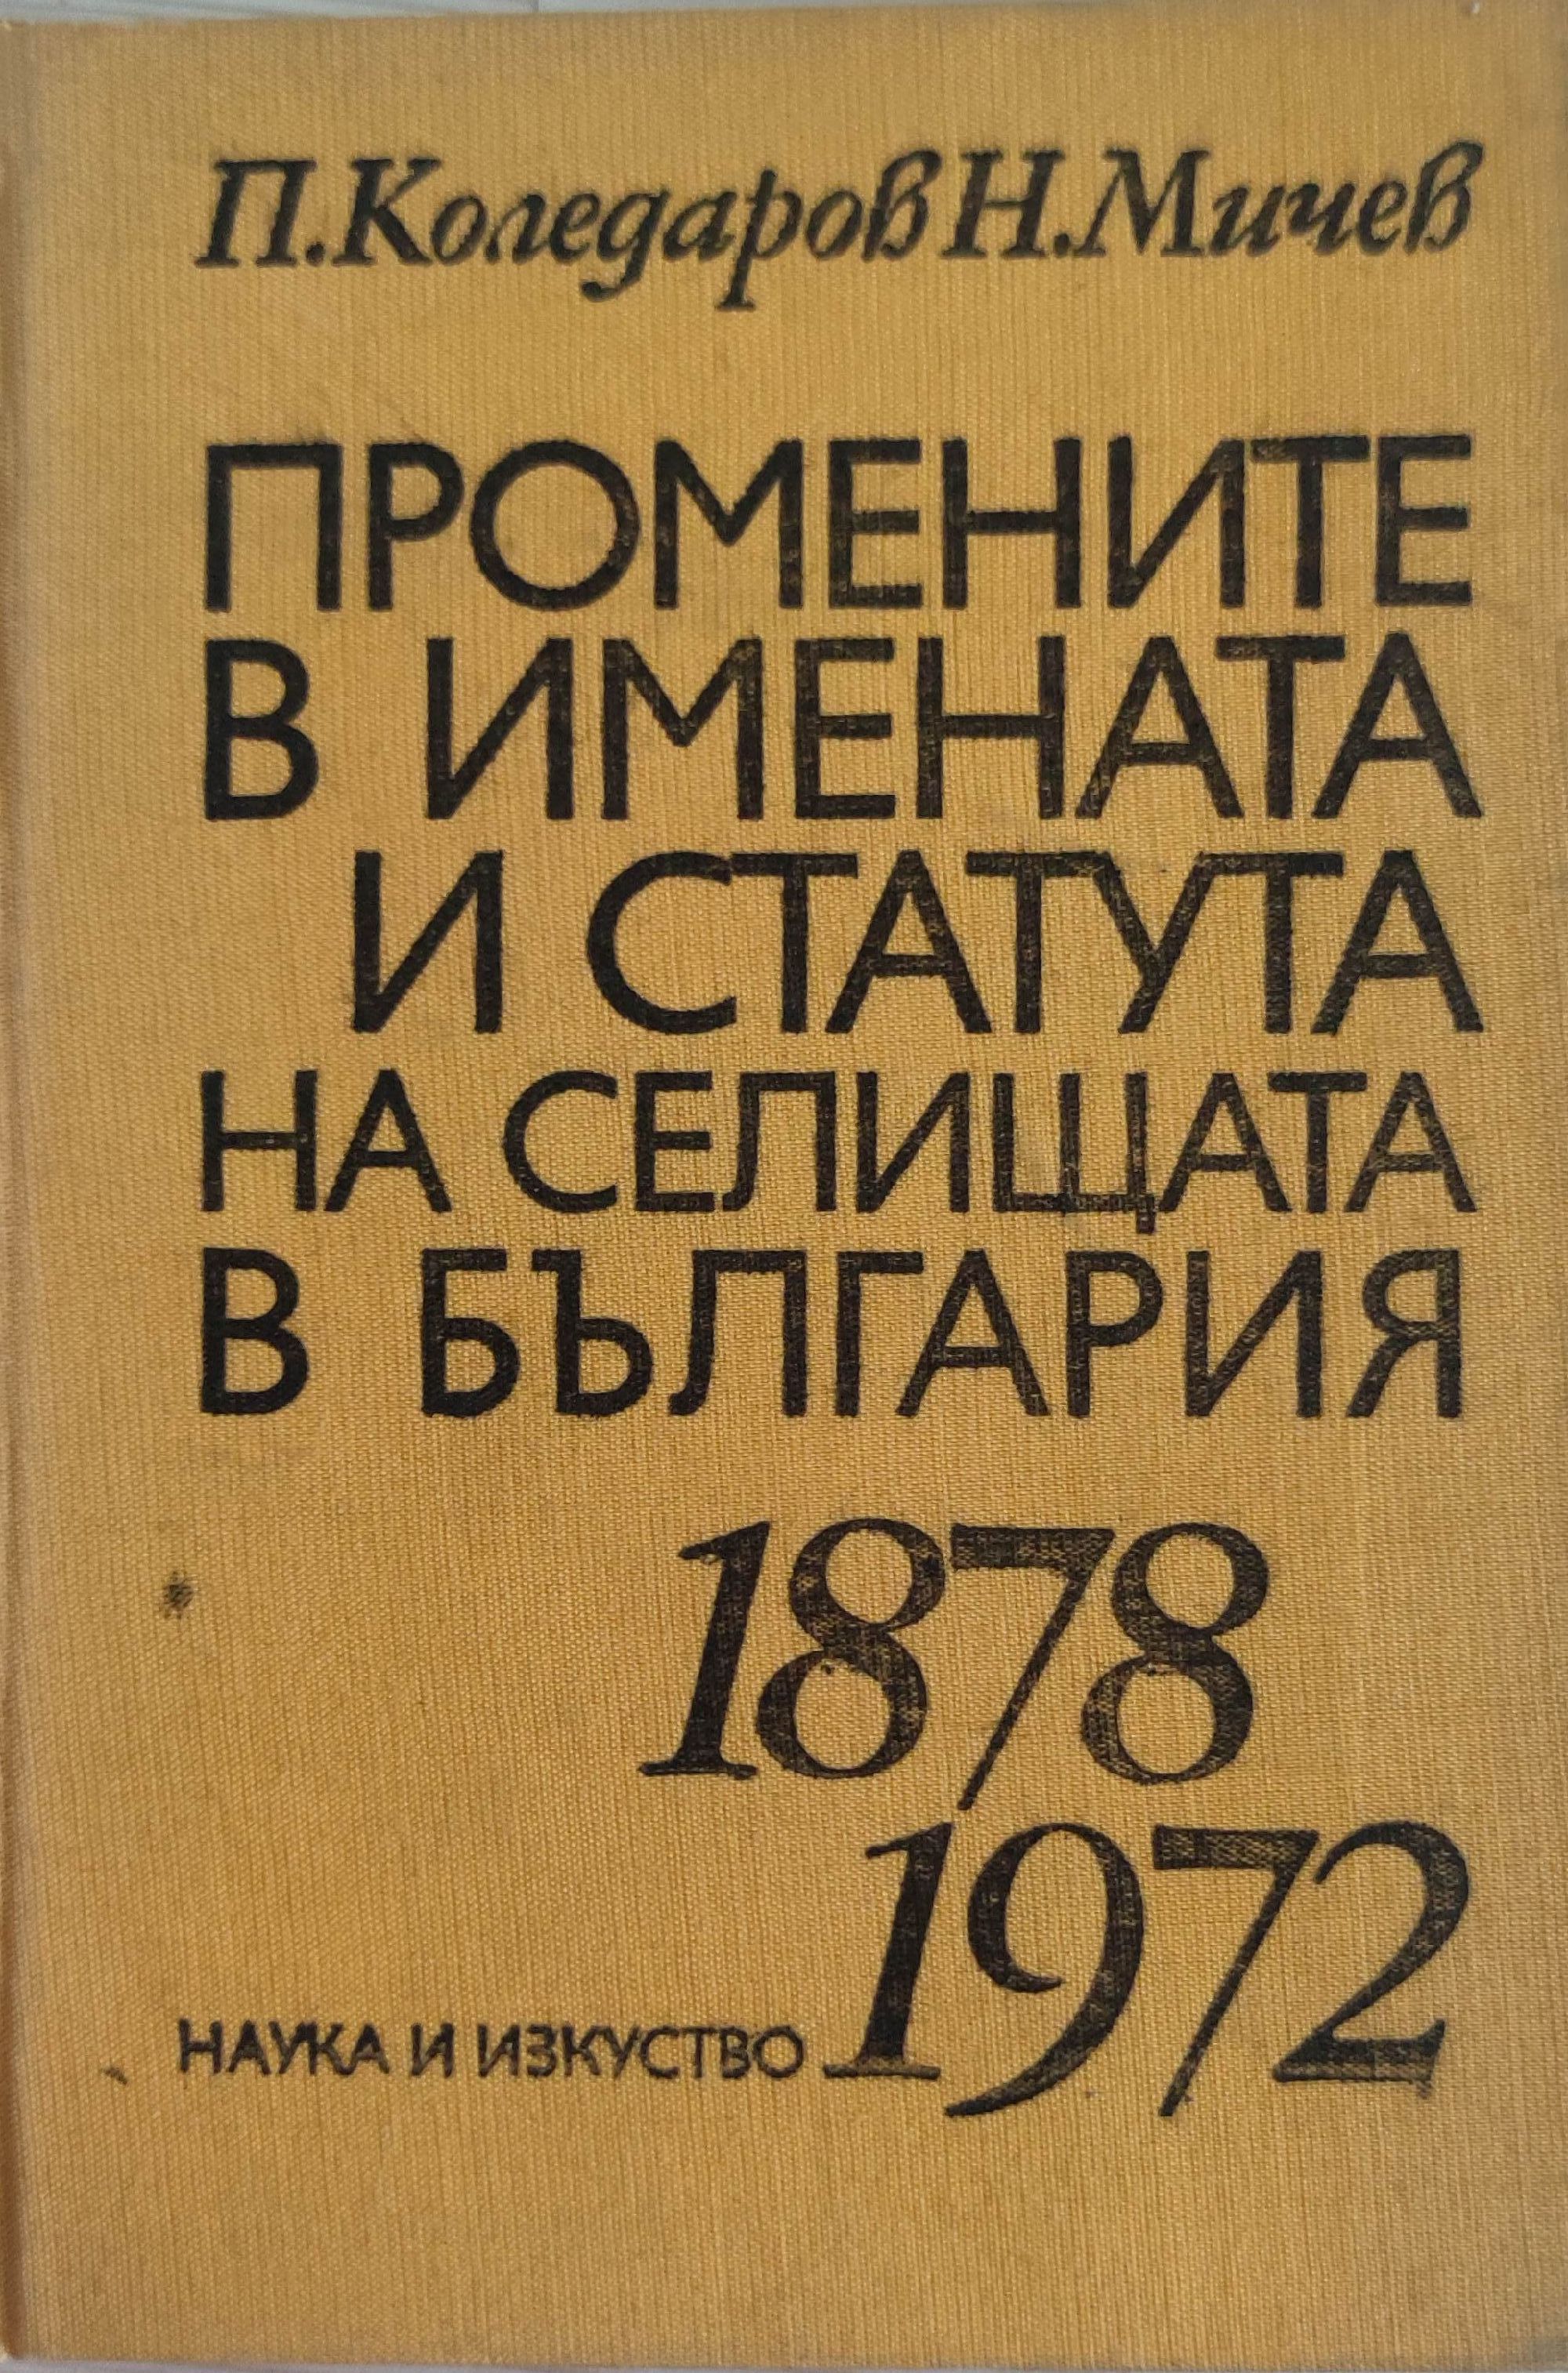 П. Коледаров Н. Мичев
ПРОМЕНИТЕ
В ИМЕНАТА
И СТАТУТА
НА СЕЛИЩАТА
В БЪЛГАРИЯ
1878
1972
НАУКА И ИЗКУСТВО